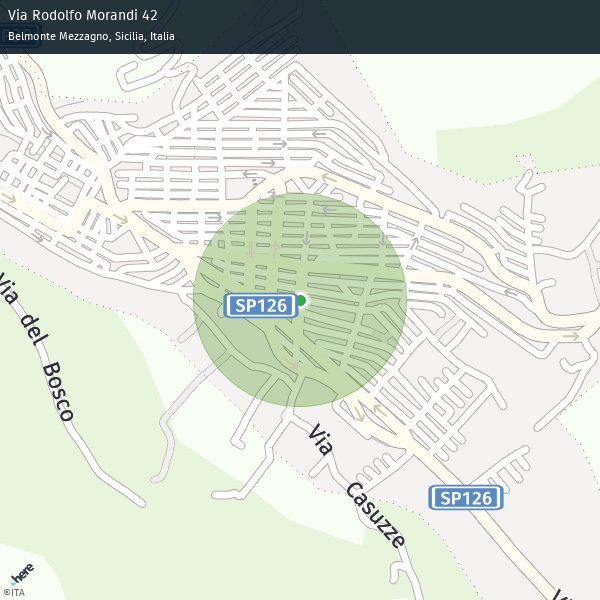 Via Rodolfo Morandi 42
Belmonte Mezzagno, Sicilia, Italia
SP126
Via del Bosco
Via Casuzze
SP126
here
©ITA